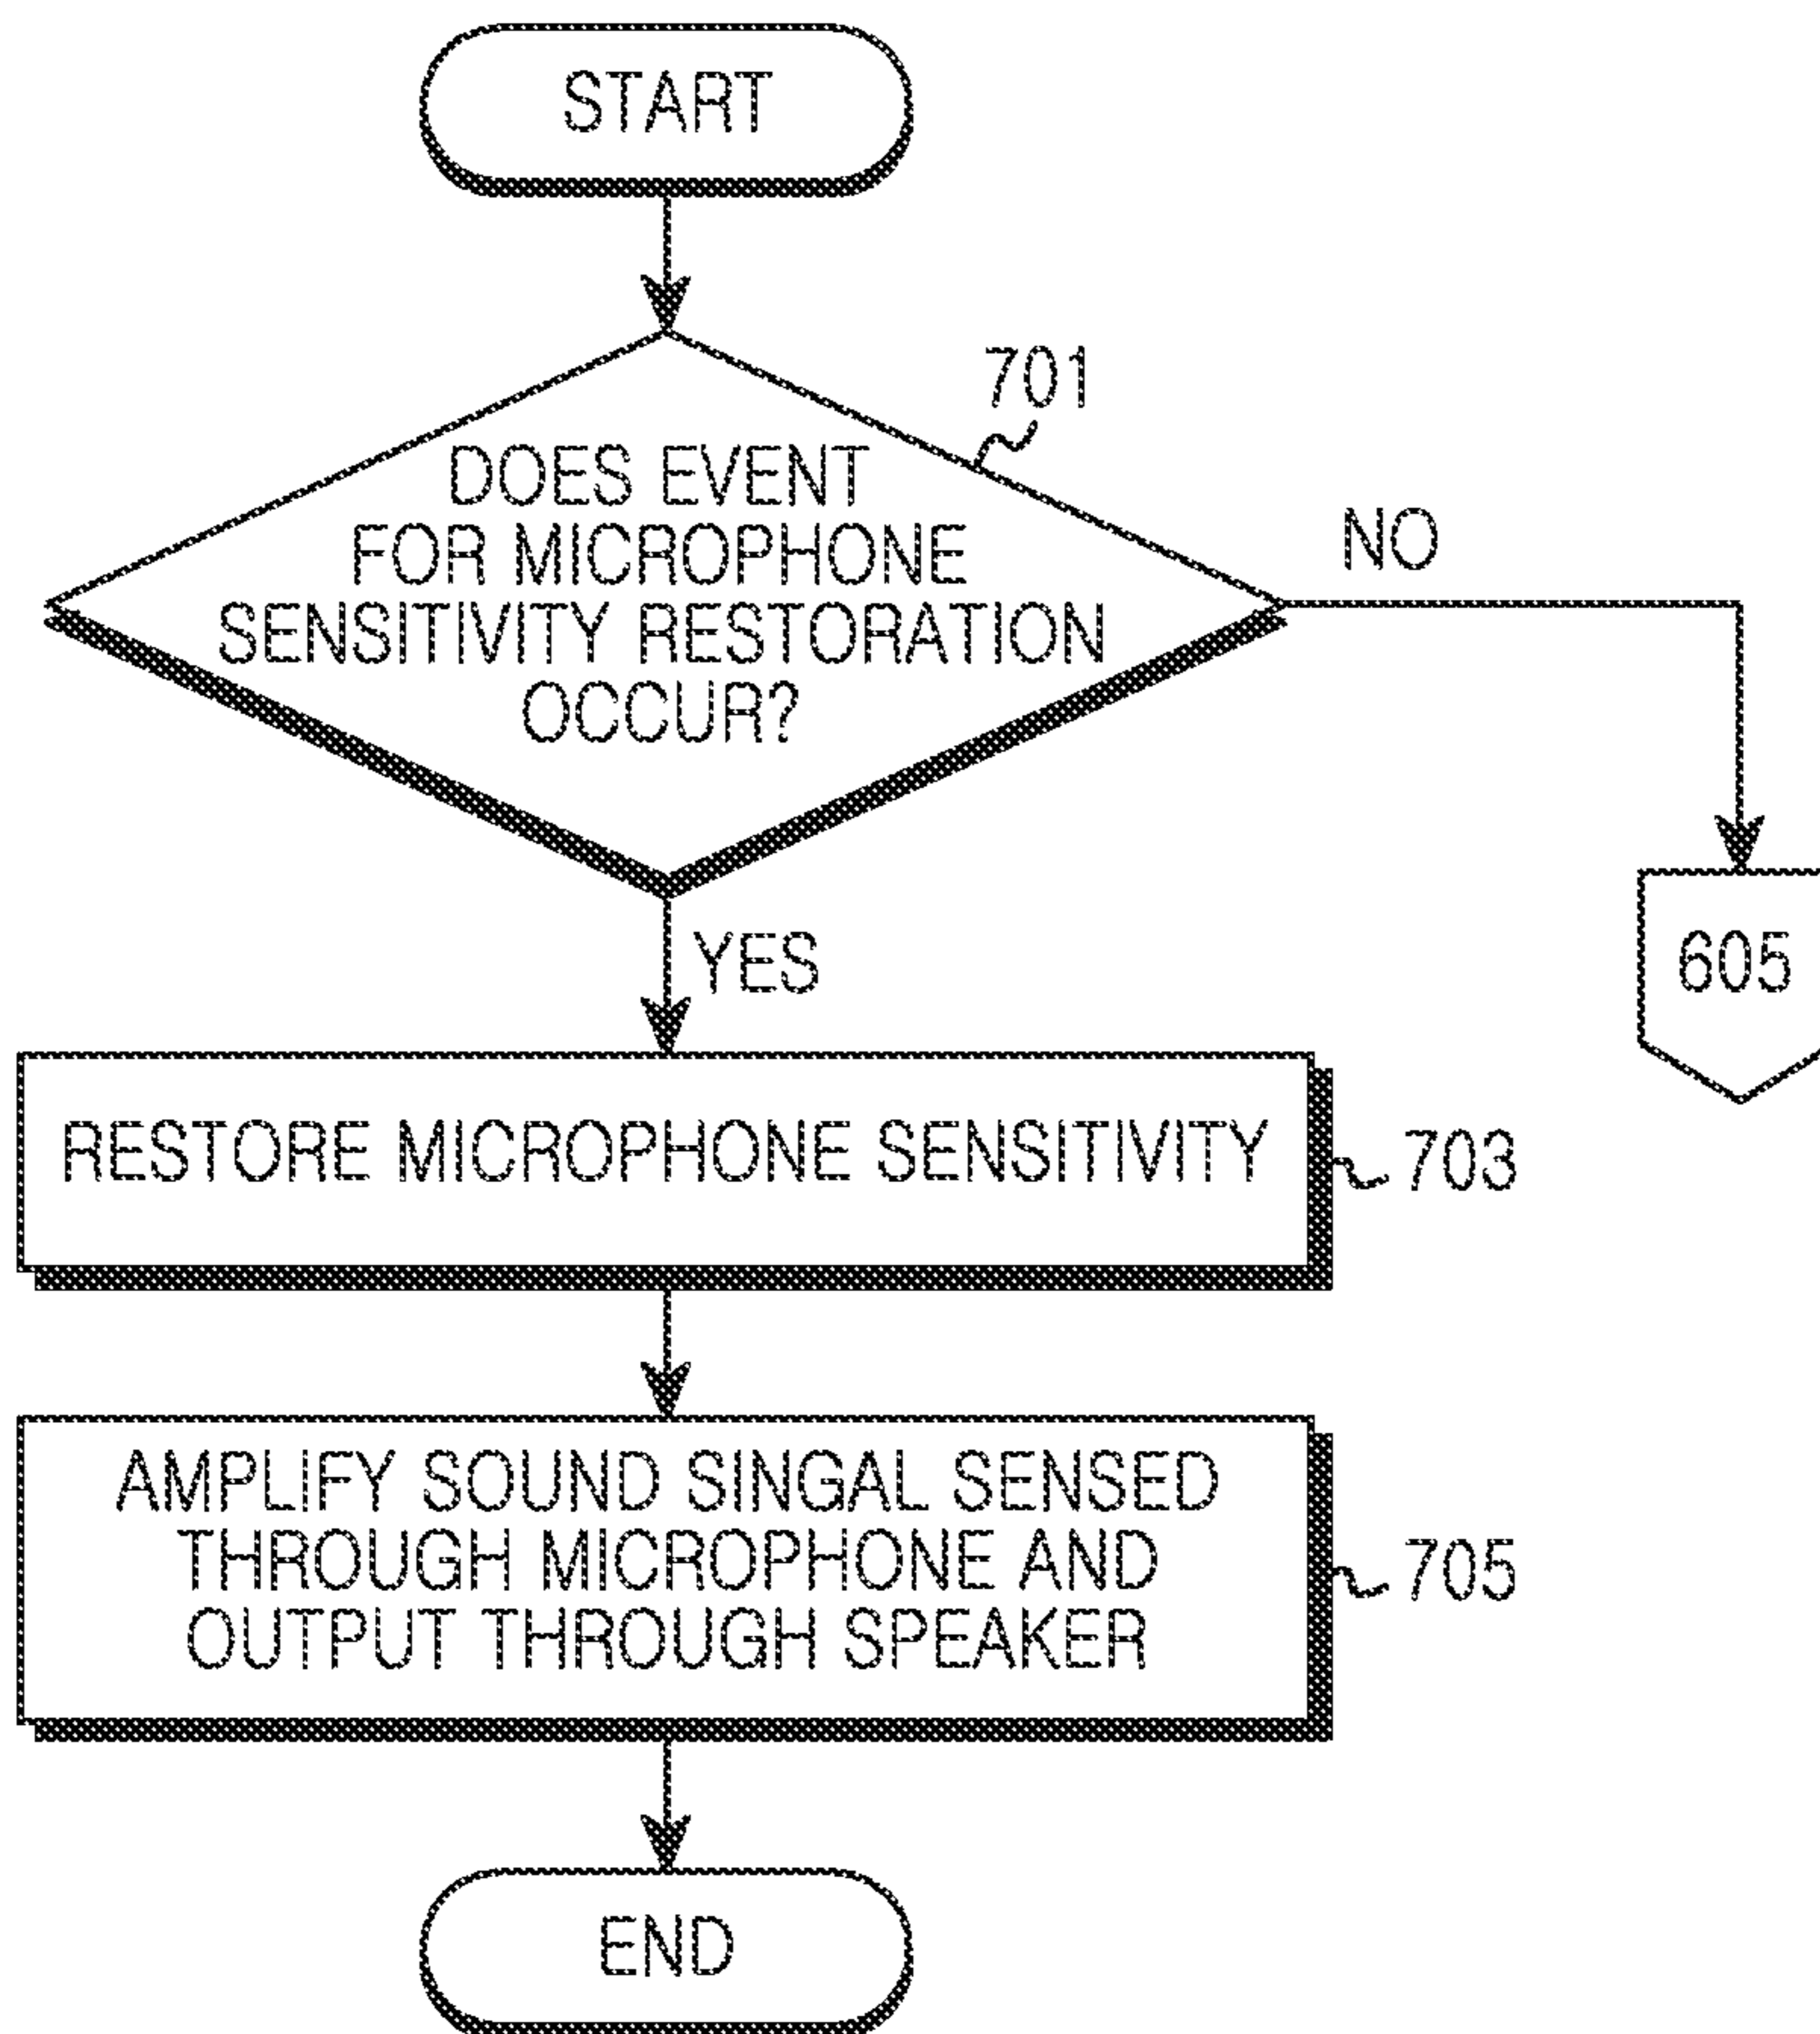 START
701
DOES EVENT
FOR MICROPHONE
SENSITIVITY RESTORATION
OCCUR?
NO
YES
605
RESTORE MICROPHONE SENSITIVITY
703
AMPLIFY SOUND SINGAL SENSED
THROUGH MICROPHONE AND
OUTPUT THROUGH SPEAKER
705
END